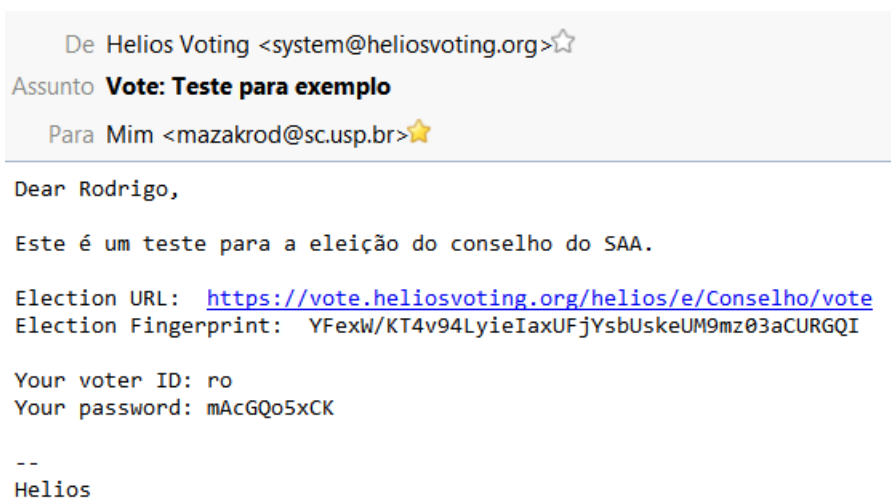 De Helios Voting <system@heliosvoting.org>
Assunto Vote: Teste para exemplo
Para Mim <mazakrod@sc.usp.br>
Dear Rodrigo,
Este é um teste para a eleição do conselho do SAA.
Election URL: https://vote.heliosvoting.org/helios/e/Conselho/vote
Election Fingerprint: YFexW/KT4v94LyieIaxUFjYsbUskeUM9mz03aCURGQI
Your voter ID: ro
Your password: mAcGQo5xCK
--
Helios